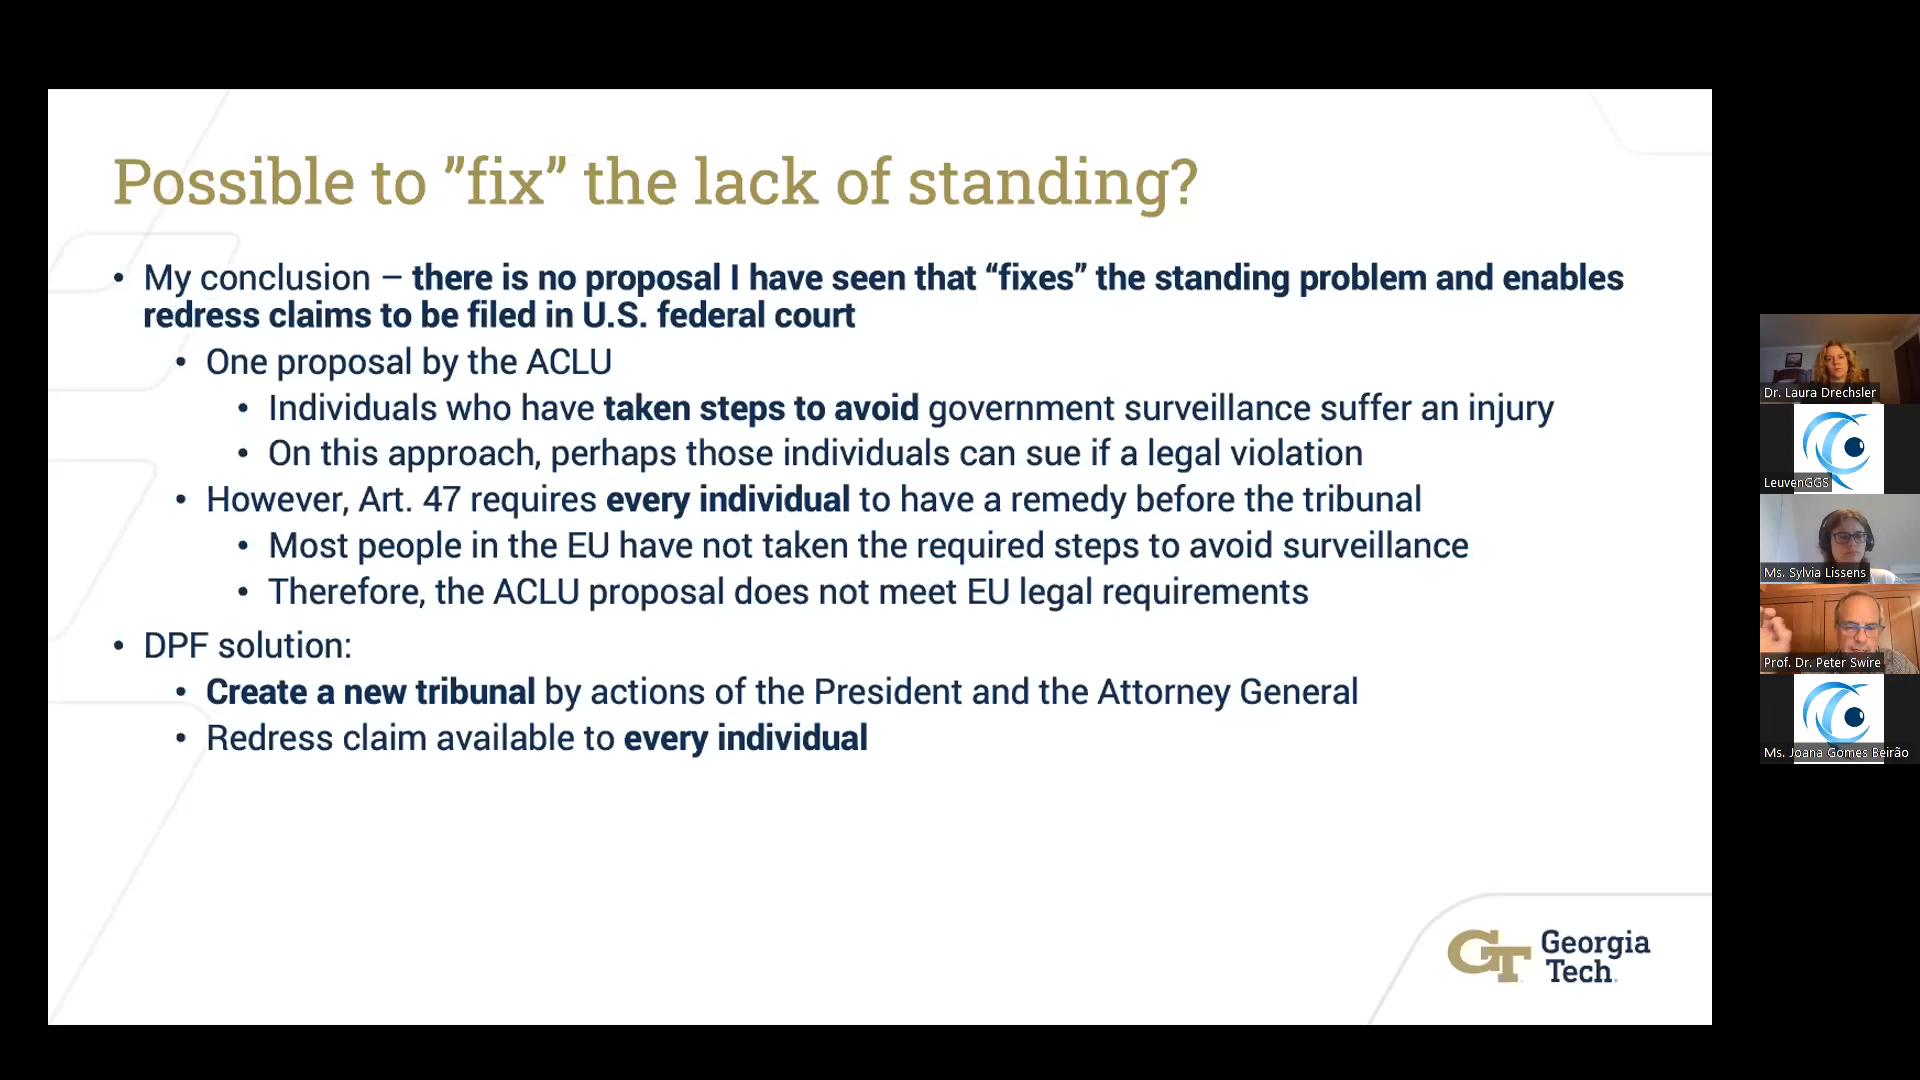 Possible to ”fix” the lack of standing?
• My conclusion – there is no proposal I have seen that “fixes” the standing problem and enables
redress claims to be filed in U.S. federal court
• One proposal by the ACLU
• Individuals who have taken steps to avoid government surveillance suffer an injury
• On this approach, perhaps those individuals can sue if a legal violation
• However, Art. 47 requires every individual to have a remedy before the tribunal
• Most people in the EU have not taken the required steps to avoid surveillance
• Therefore, the ACLU proposal does not meet EU legal requirements
• DPF solution:
• Create a new tribunal by actions of the President and the Attorney General
• Redress claim available to every individual
GT Georgia
Tech
Dr. Laura Drechsler
LeuvenGGS
Ms. Sylvia Lissens
Prof. Dr. Peter Swire
Ms. Joana Gomes Beirão